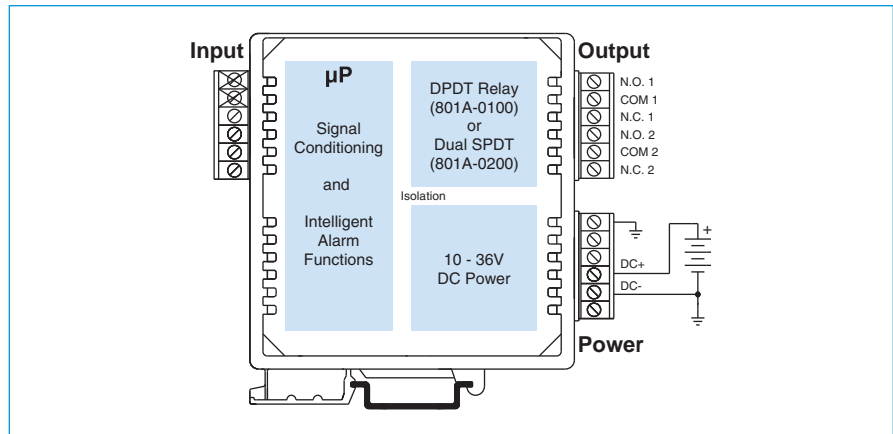 Input
Output
µP
Signal
Conditioning
and
Intelligent
Alarm
Functions
DPDT Relay
(801A-0100)
or
Dual SPDT
(801A-0200)
Isolation
10 - 36V
DC Power
N.O. 1
COM 1
N.C. 1
N.O. 2
COM 2
N.C. 2
+
DC+
DC-
Power